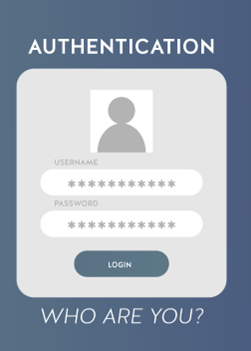 AUTHENTICATION
USERNAME
***********
PASSWORD
***********
LOGIN
WHO ARE YOU?